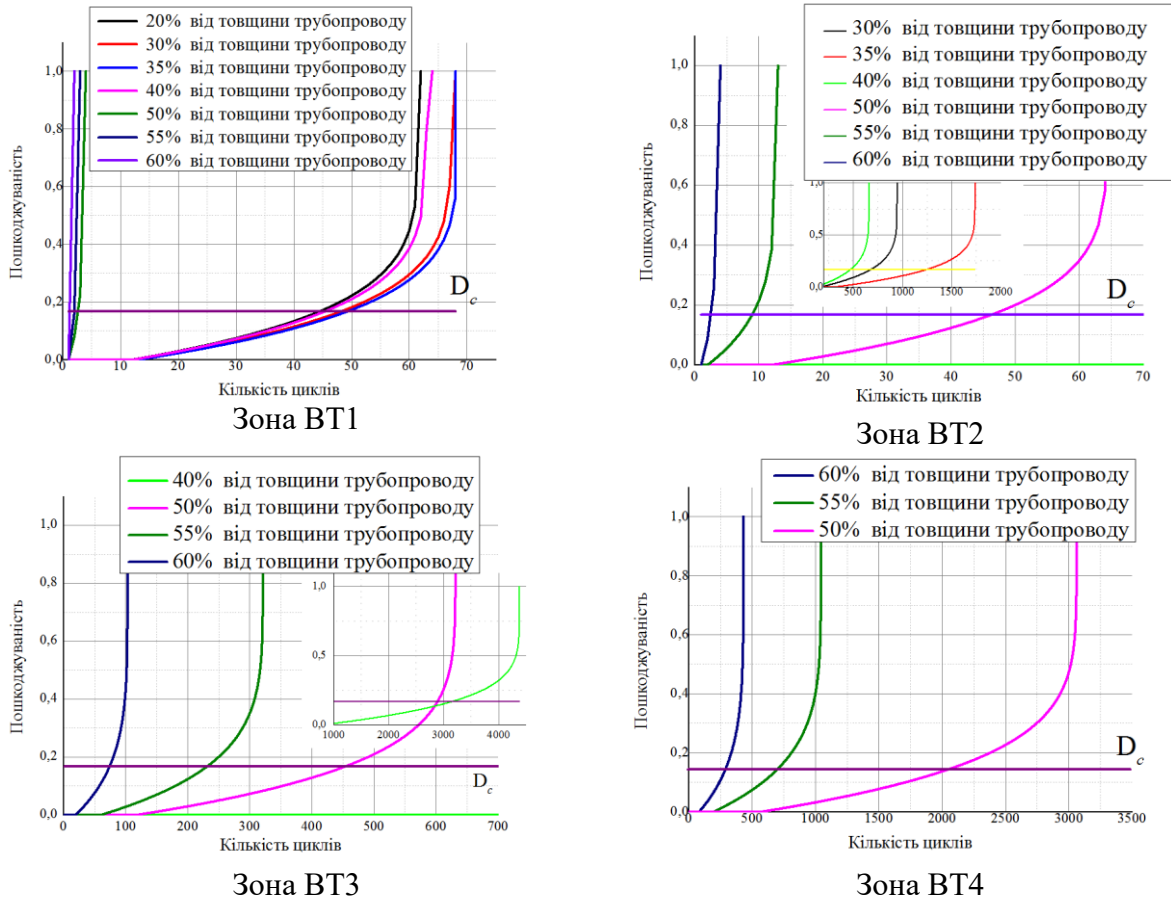 20% від товщини трубопроводу
30% від товщини трубопроводу
35% від товщини трубопроводу
40% від товщини трубопроводу
50% від товщини трубопроводу
55% від товщини трубопроводу
60% від товщини трубопроводу
Пошкоджуваність
1,0
0,8
0,6
0,4
0,2
0,0
D_c
0 10 20 30 40 50 60 70
Кількість циклів
Зона ВТ1
30% від товщини трубопроводу
35% від товщини трубопроводу
40% від товщини трубопроводу
50% від товщини трубопроводу
55% від товщини трубопроводу
60% від товщини трубопроводу
Пошкоджуваність
1,0
0,8
0,6
0,4
0,2
0,0
1,0
0,5
0,0
500 1000 1500 2000
D_c
0 10 20 30 40 50 60 70
Кількість циклів
Зона ВТ2
40% від товщини трубопроводу
50% від товщини трубопроводу
55% від товщини трубопроводу
60% від товщини трубопроводу
Пошкоджуваність
1,0
0,8
0,6
0,4
0,2
0,0
1,0
0,5
0,0
1000 2000 3000 4000
D_c
0 100 200 300 400 500 600 700
Кількість циклів
Зона ВТ3
60% від товщини трубопроводу
55% від товщини трубопроводу
50% від товщини трубопроводу
Пошкоджуваність
1,0
0,8
0,6
0,4
0,2
0,0
D_c
0 500 1000 1500 2000 2500 3000 3500
Кількість циклів
Зона ВТ4